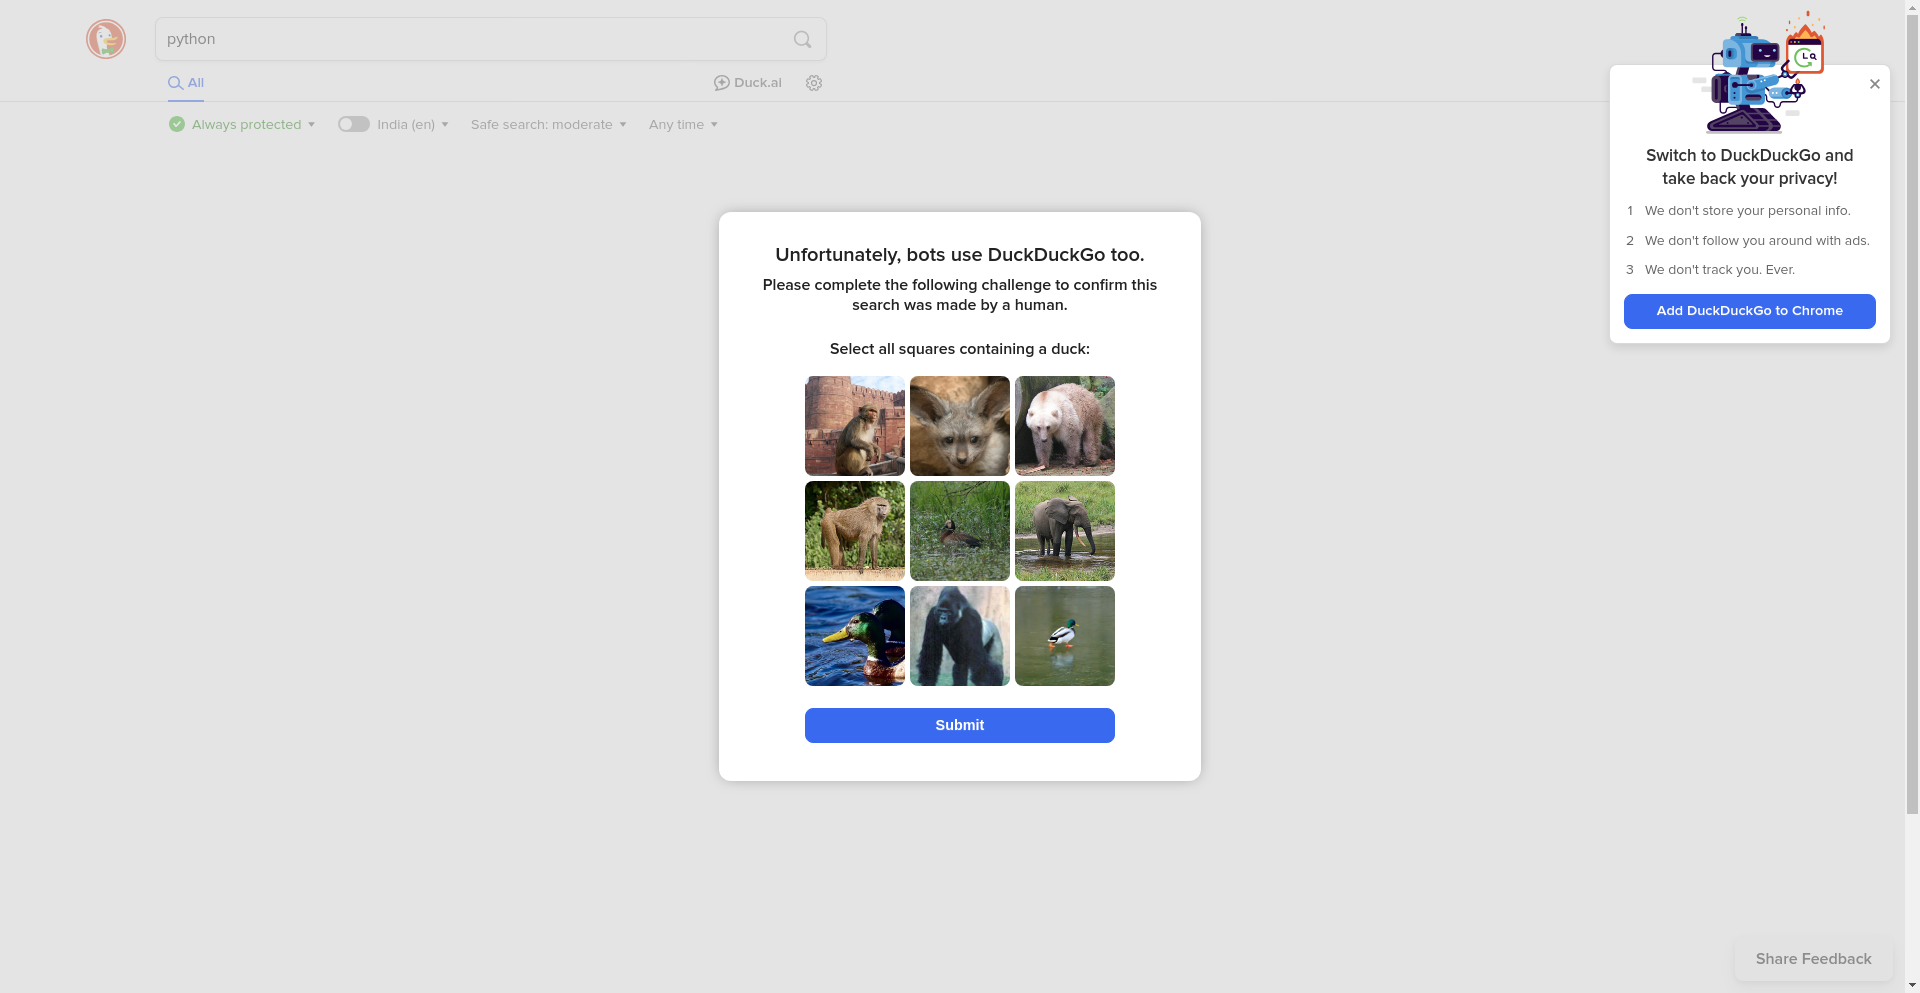 python
All
Duck.ai
Always protected
India (en)
Safe search: moderate
Any time
Unfortunately, bots use DuckDuckGo too.
Please complete the following challenge to confirm this
search was made by a human.
Select all squares containing a duck:
Submit
Switch to DuckDuckGo and
take back your privacy!
1 We don't store your personal info.
2 We don't follow you around with ads.
3 We don't track you. Ever.
Add DuckDuckGo to Chrome
Share Feedback